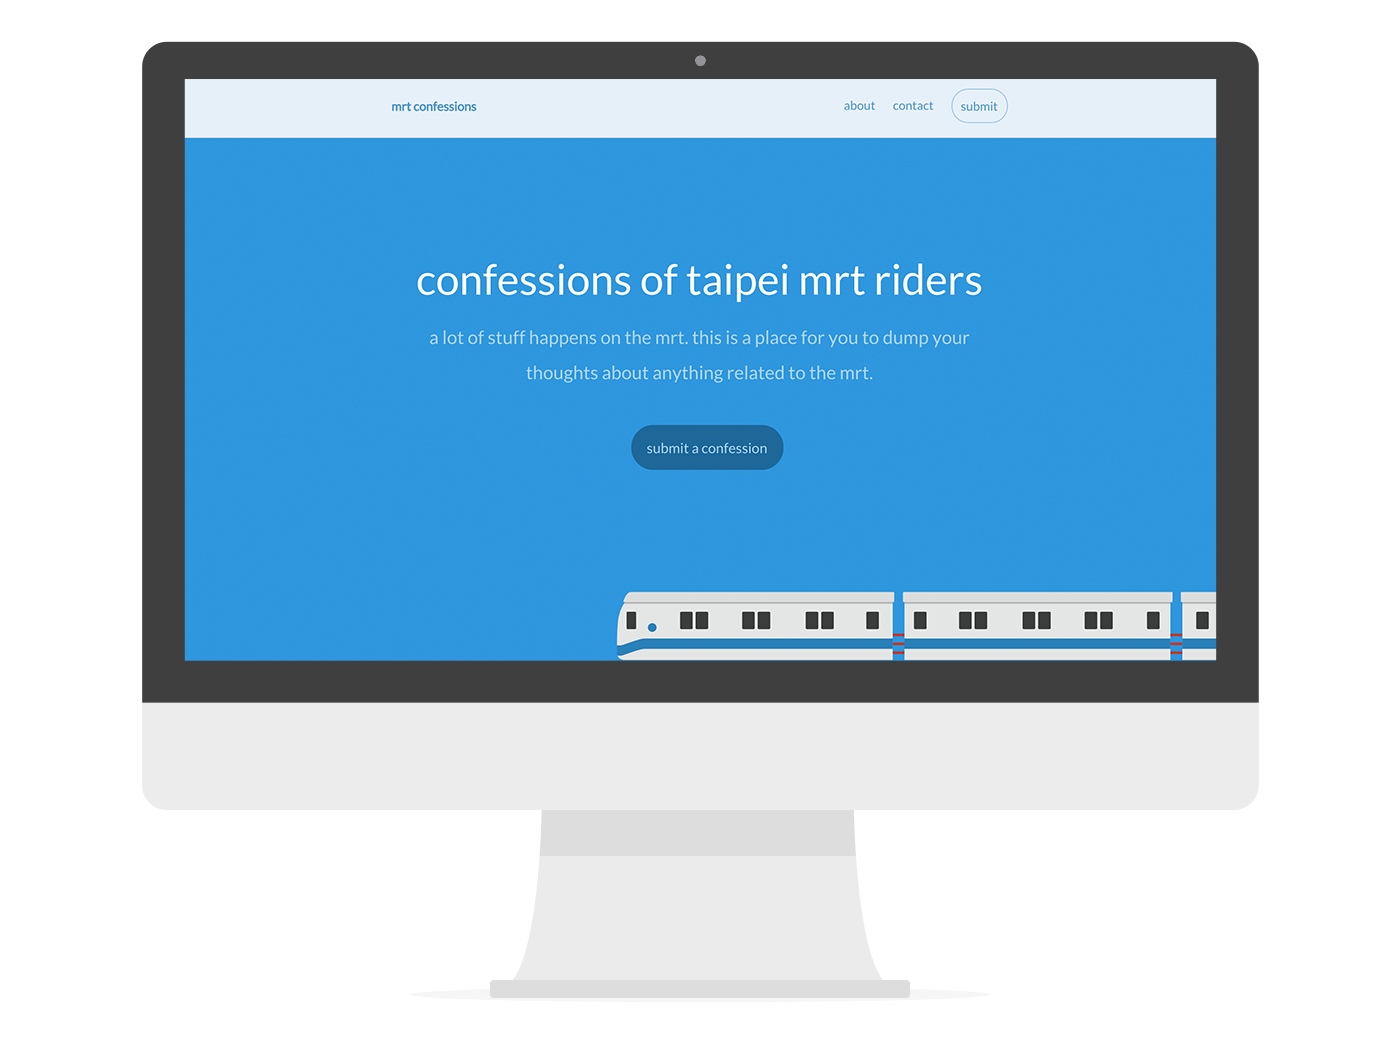 mrt confessions
about
contact
submit
confessions of taipei mrt riders
a lot of stuff happens on the mrt. this is a place for you to dump your
thoughts about anything related to the mrt.
submit a confession